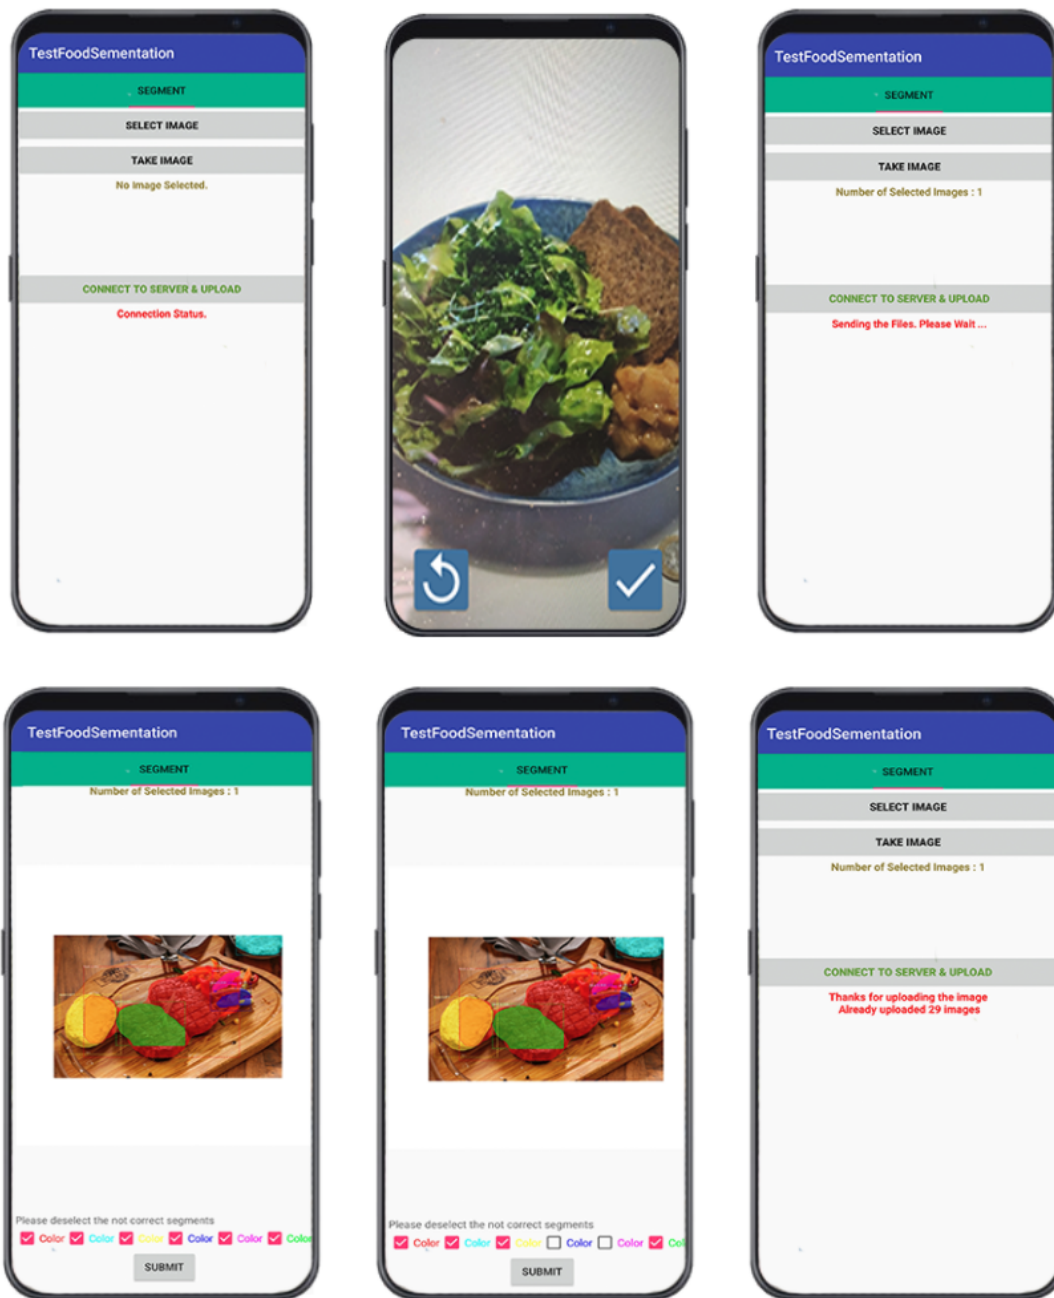 TestFoodSementation
SEGMENT
SELECT IMAGE
TAKE IMAGE
No Image Selected.
CONNECT TO SERVER & UPLOAD
Connection Status.
TestFoodSementation
SEGMENT
SELECT IMAGE
TAKE IMAGE
Number of Selected Images : 1
CONNECT TO SERVER & UPLOAD
Sending the Files. Please Wait ...
TestFoodSementation
SEGMENT
Number of Selected Images : 1
Please deselect the not correct segments
Color Color Color Color Color Color
SUBMIT
TestFoodSementation
SEGMENT
Number of Selected Images : 1
Please deselect the not correct segments
Color Color Color Color Color Col
SUBMIT
TestFoodSementation
SEGMENT
SELECT IMAGE
TAKE IMAGE
Number of Selected Images : 1
CONNECT TO SERVER & UPLOAD
Thanks for uploading the image
Already uploaded 29 images